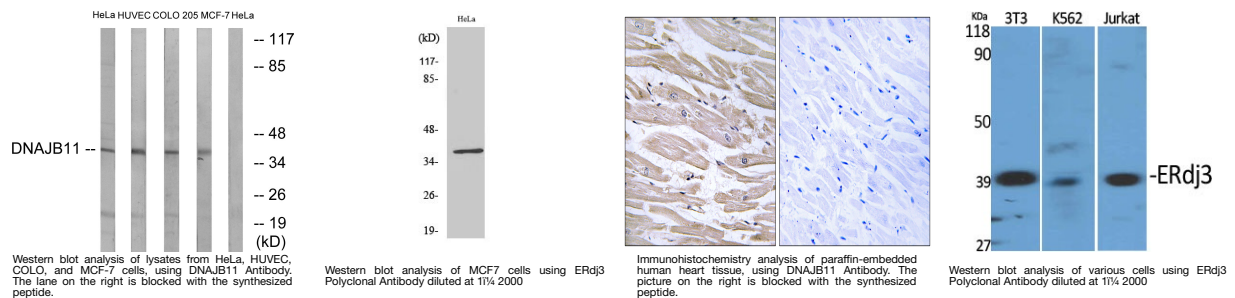 HeLa HUVEC COLO 205 MCF-7 HeLa
-- 117
-- 85
-- 48
DNAJB11 --
-- 34
-- 26
-- 19
(kD)
Western blot analysis of lysates from HeLa, HUVEC,
COLO, and MCF-7 cells, using DNAJB11 Antibody.
The lane on the right is blocked with the synthesized
peptide.
HeLa
(kD)
117-
85-
48-
34-
26-
19-
Western blot analysis of MCF7 cells using ERdj3
Polyclonal Antibody diluted at 1ï¼ 2000
Immunohistochemistry analysis of paraffin-embedded
human heart tissue, using DNAJB11 Antibody. The
picture on the right is blocked with the synthesized
peptide.
KDa 3T3 K562 Jurkat
118
90
50
39
-ERdj3
27
Western blot analysis of various cells using ERdj3
Polyclonal Antibody diluted at 1ï¼ 2000